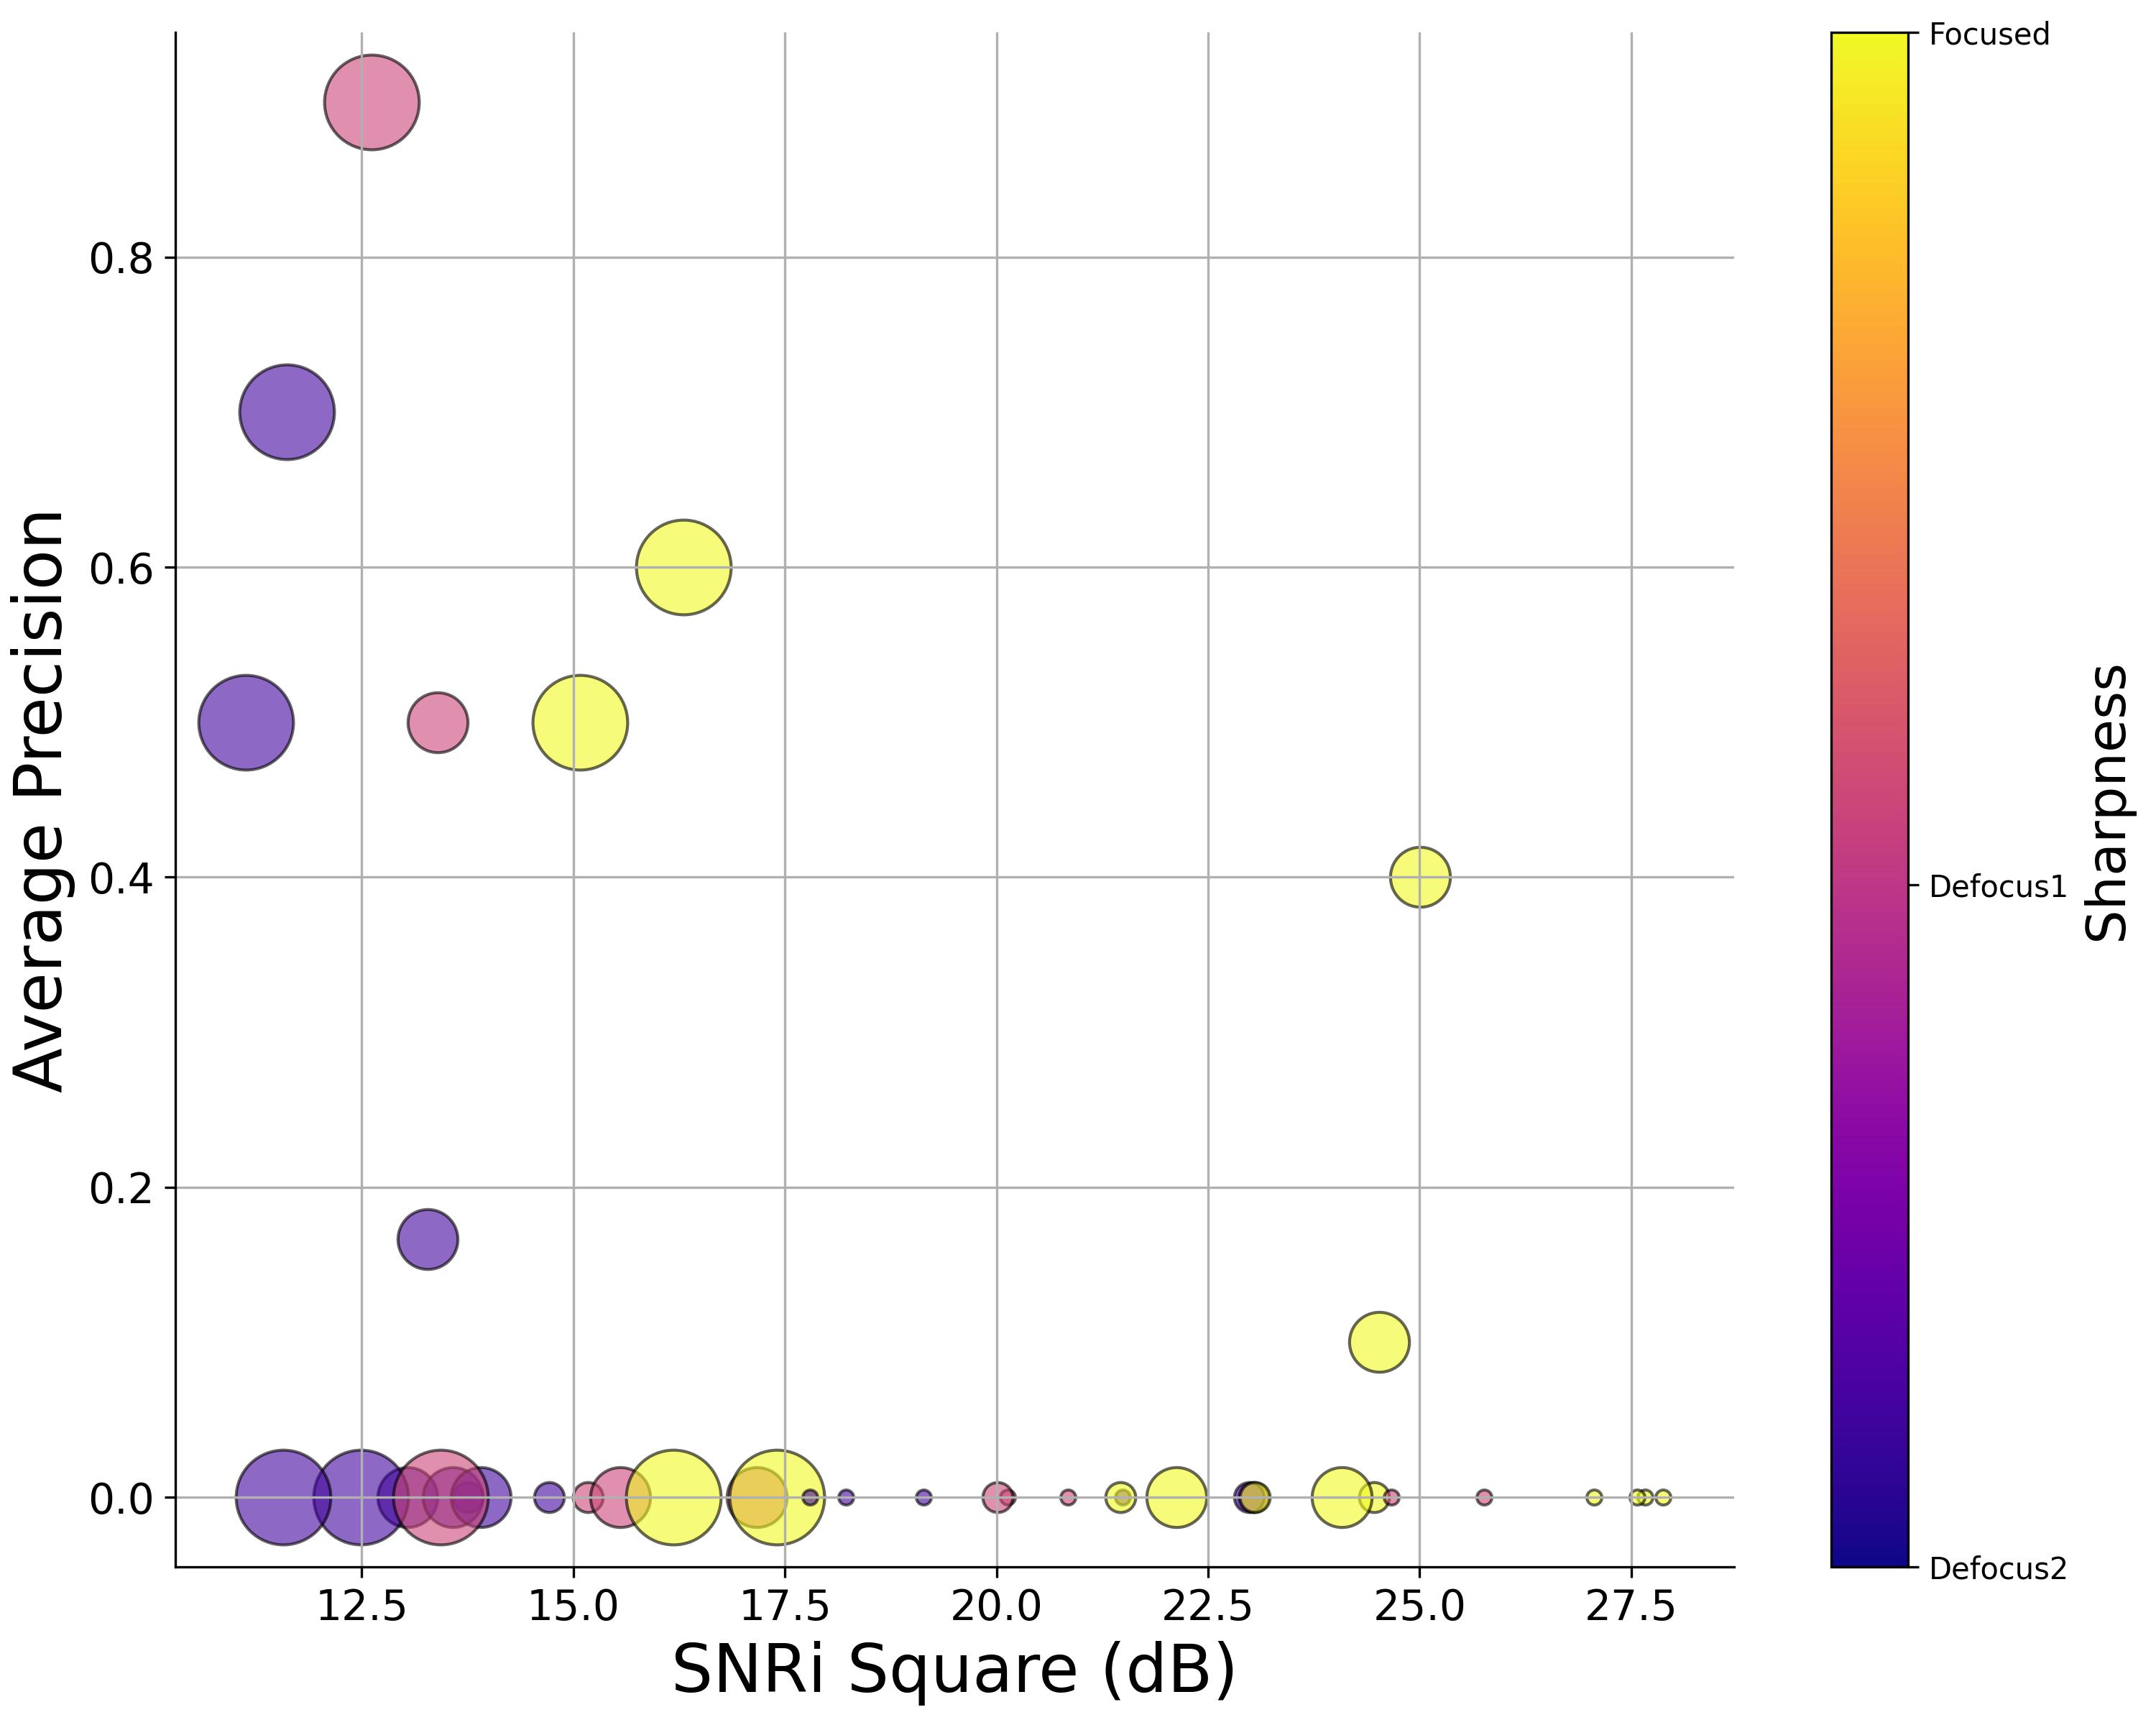 Average Precision
0.8
0.6
0.4
0.2
0.0
12.5 15.0 17.5 20.0 22.5 25.0 27.5
SNRi Square (dB)
Focused
Defocus1
Defocus2
Sharpness